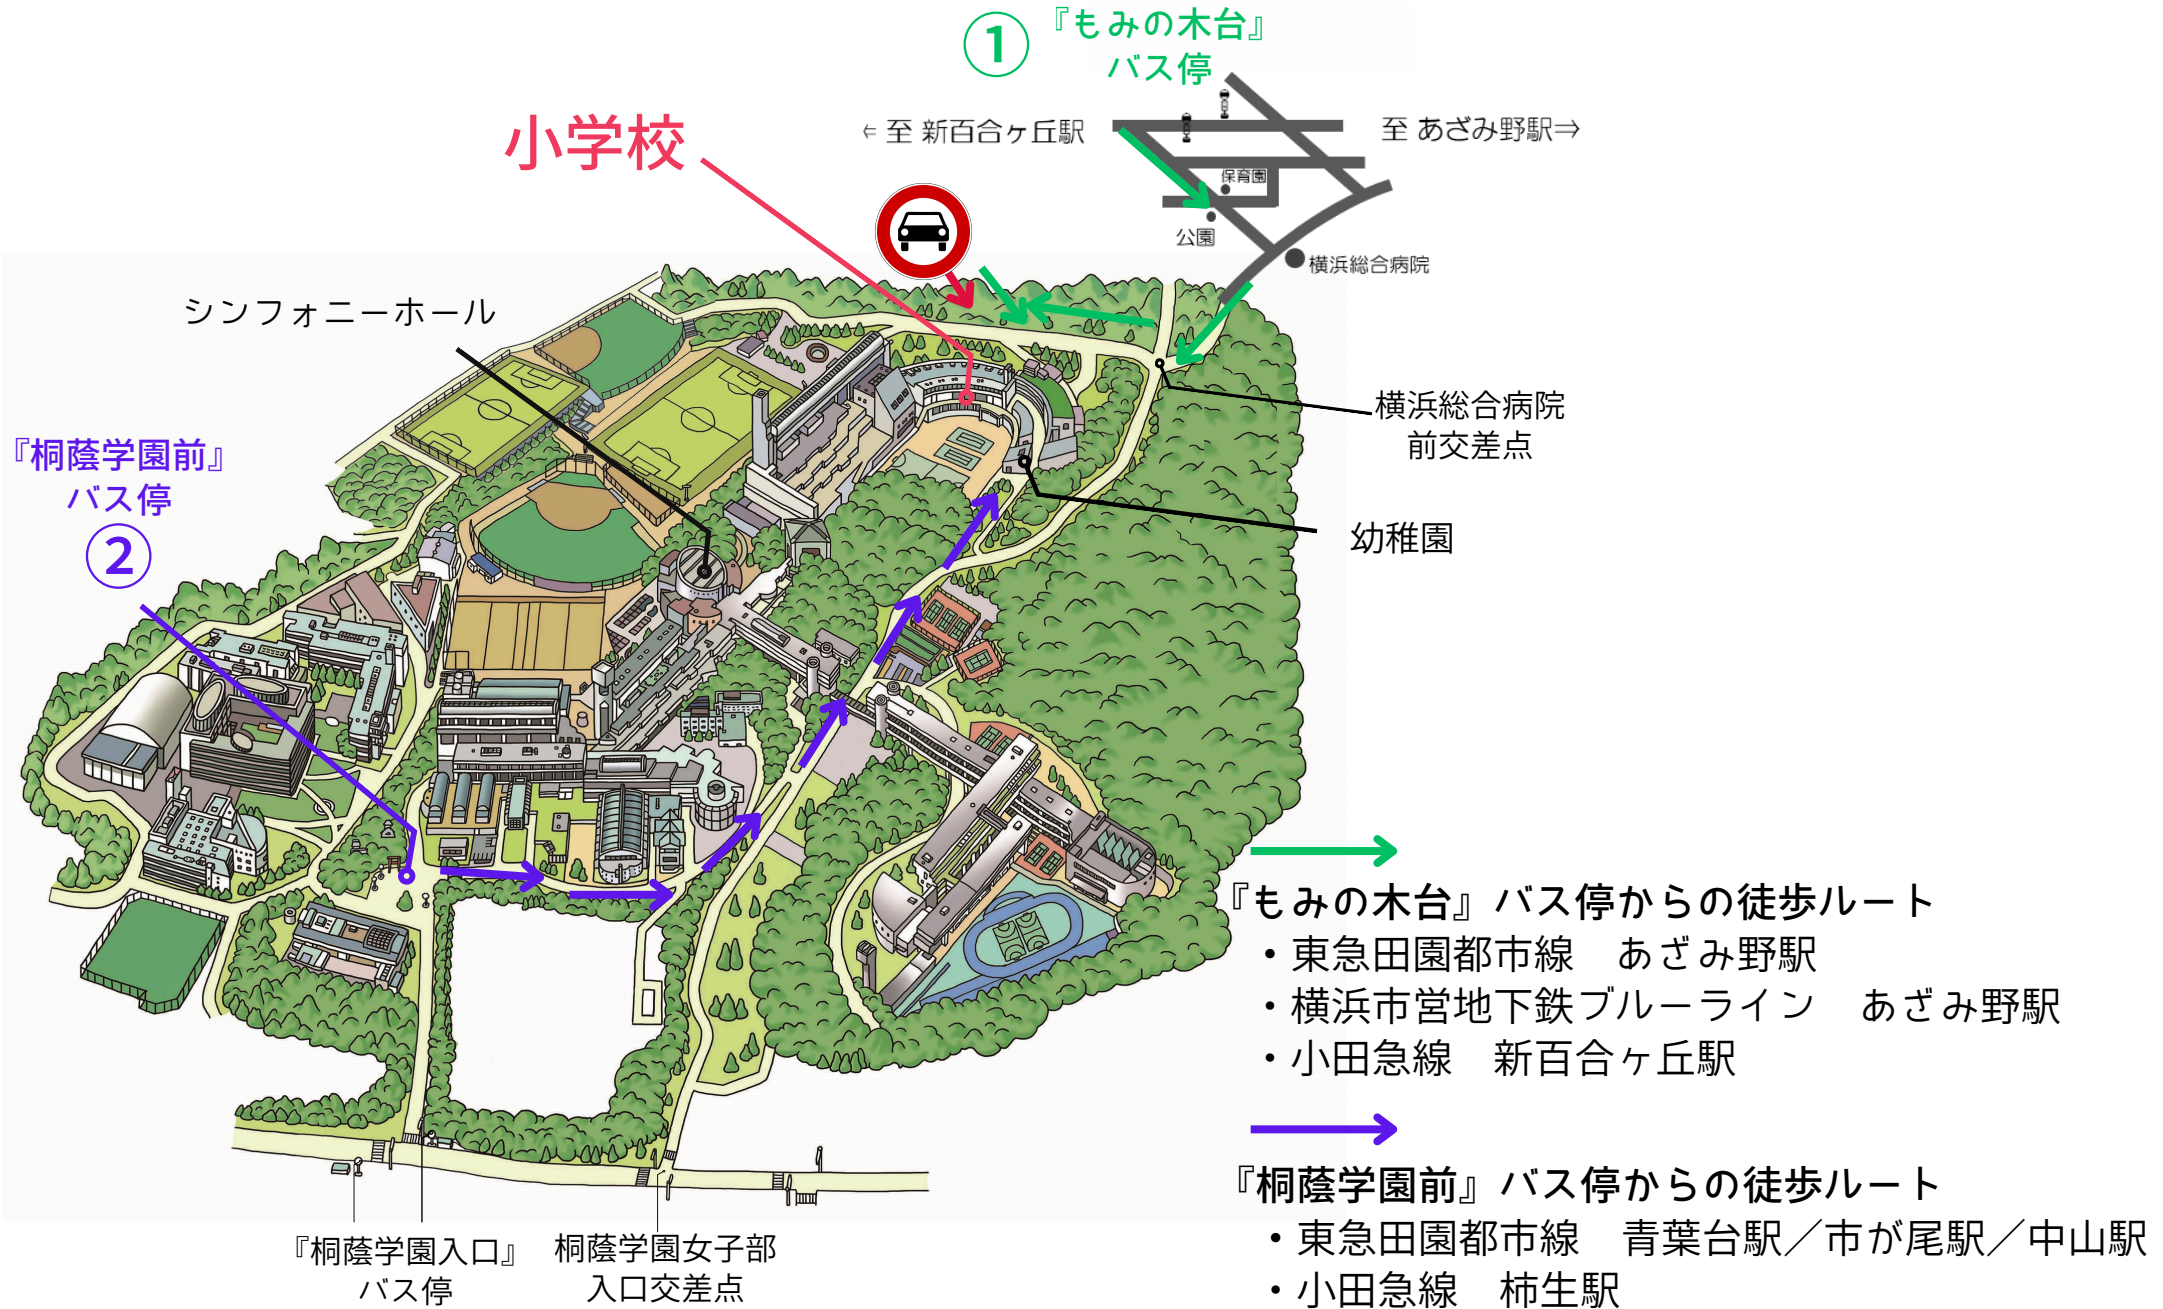 ①
『もみの木台』
バス停
← 至 新百合ヶ丘駅
至 あざみ野駅⇒
小学校
保育園
公園
横浜総合病院
シンフォニーホール
横浜総合病院
前交差点
『桐蔭学園前』
バス停
②
幼稚園
『もみの木台』バス停からの徒歩ルート
・東急田園都市線　あざみ野駅
・横浜市営地下鉄ブルーライン　あざみ野駅
・小田急線　新百合ヶ丘駅
『桐蔭学園前』バス停からの徒歩ルート
・東急田園都市線　青葉台駅／市が尾駅／中山駅
・小田急線　柿生駅
『桐蔭学園入口』
バス停
桐蔭学園女子部
入口交差点